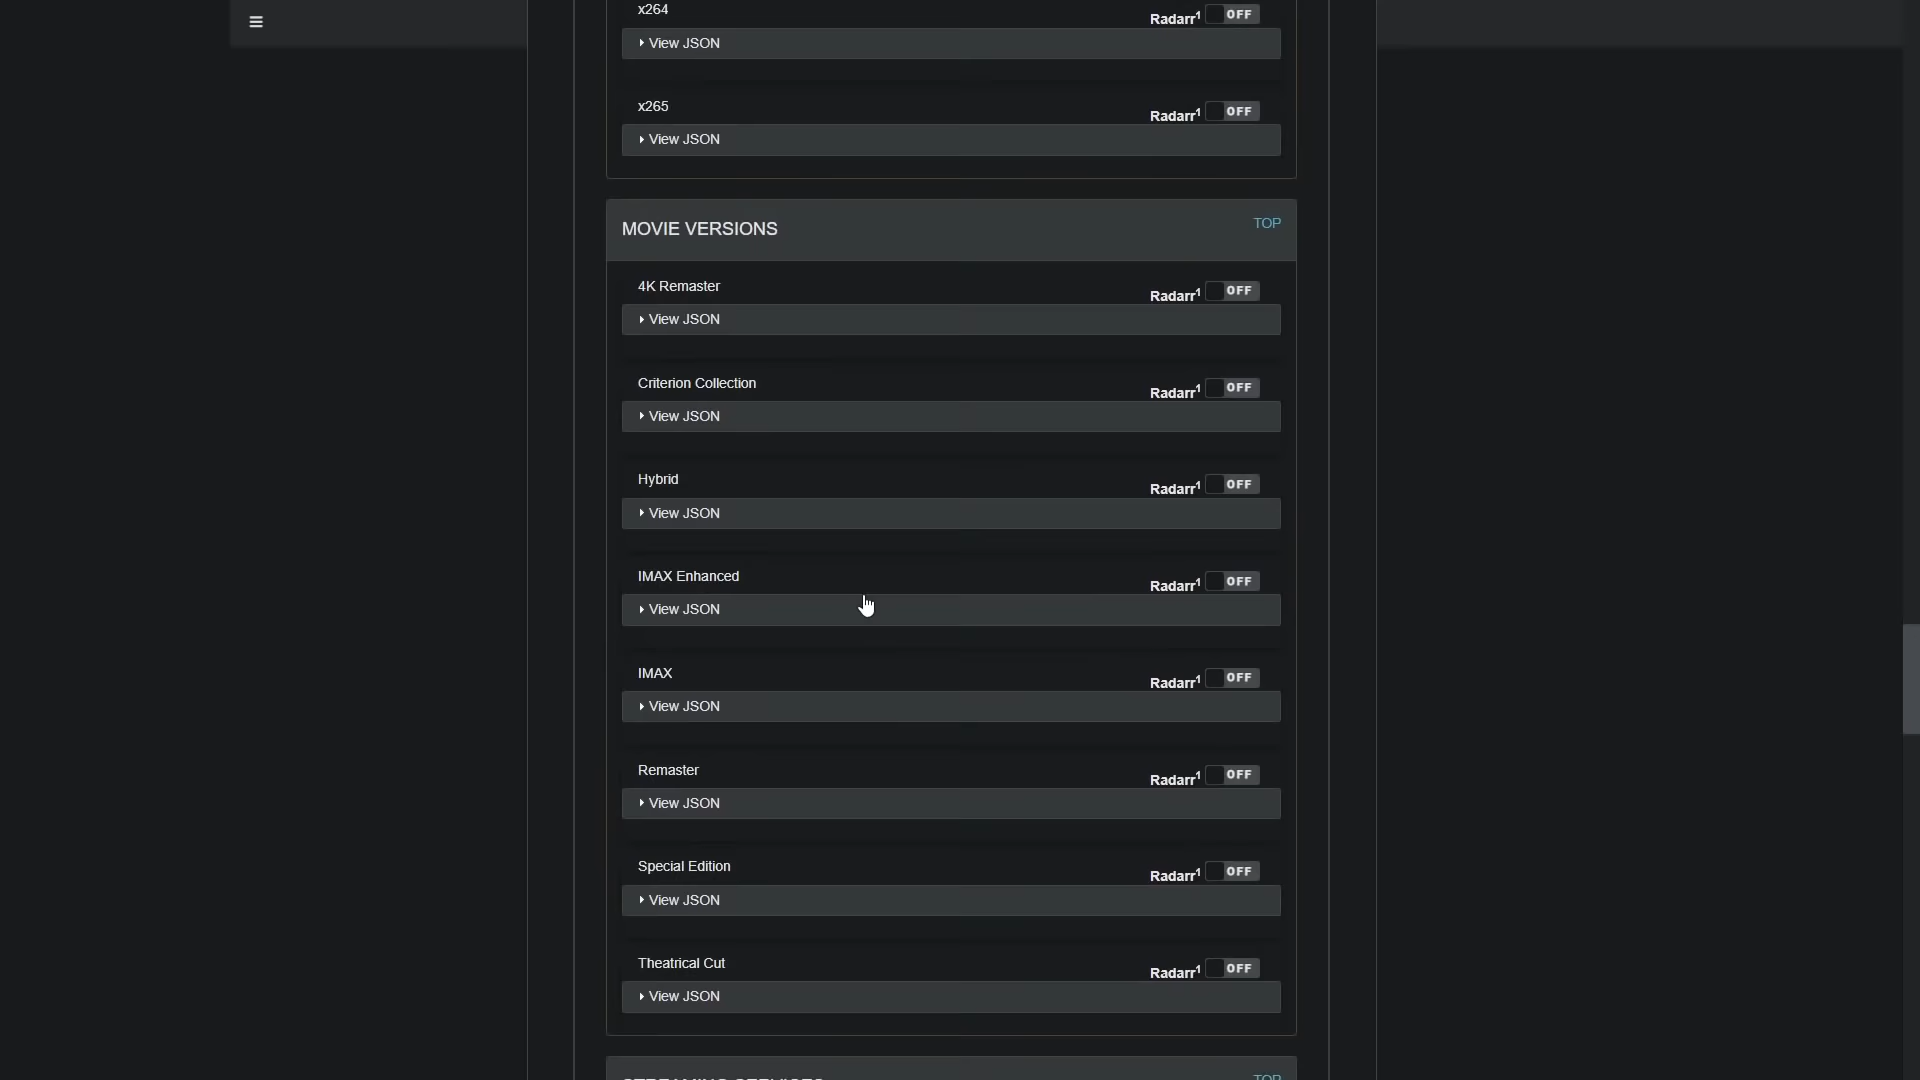 x264
Radarr¹ OFF
View JSON
x265
Radarr¹ OFF
View JSON
MOVIE VERSIONS
TOP
4K Remaster
Radarr¹ OFF
View JSON
Criterion Collection
Radarr¹ OFF
View JSON
Hybrid
Radarr¹ OFF
View JSON
IMAX Enhanced
Radarr¹ OFF
View JSON
IMAX
Radarr¹ OFF
View JSON
Remaster
Radarr¹ OFF
View JSON
Special Edition
Radarr¹ OFF
View JSON
Theatrical Cut
Radarr¹ OFF
View JSON
STREAMING SERVICES
TOP